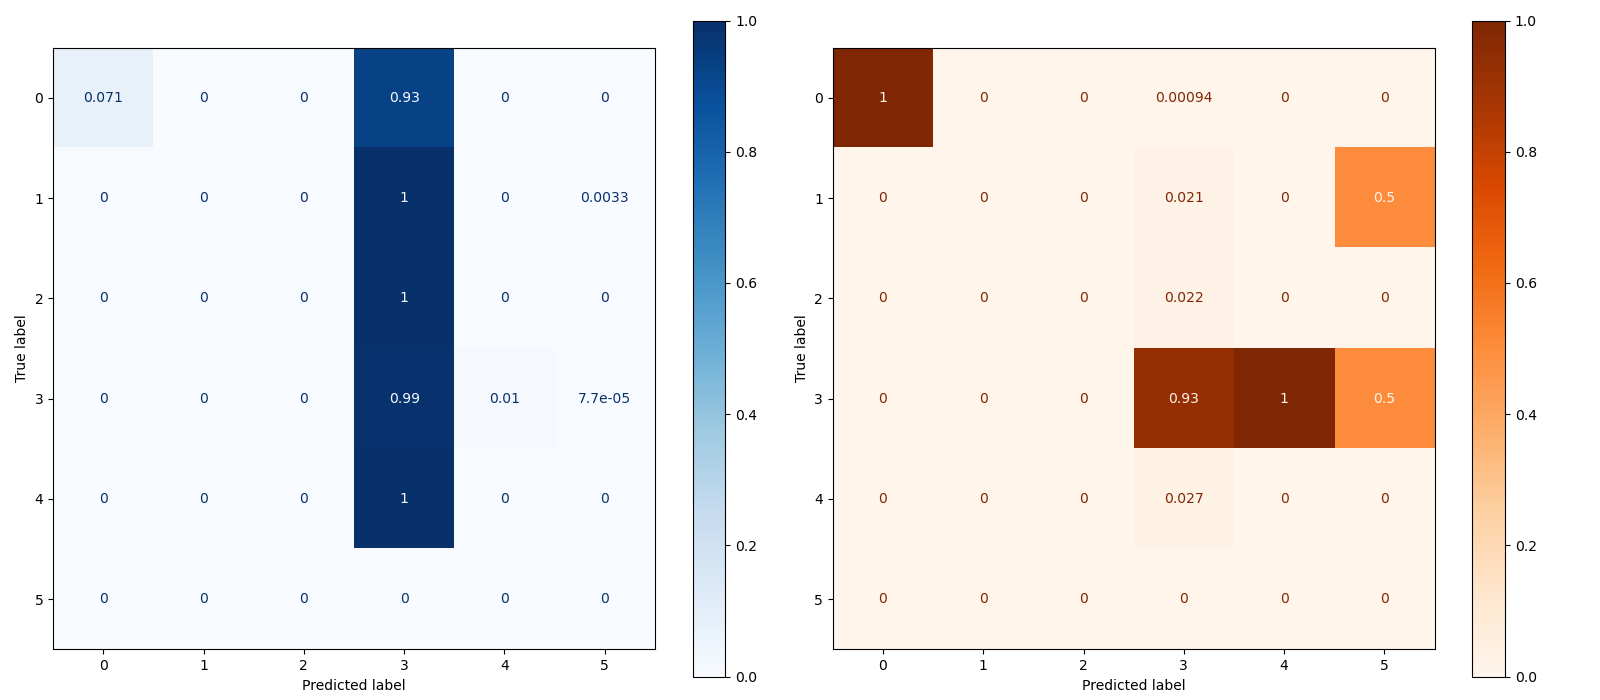 0 0.071 0 0 0.93 0 0
1 0 0 0 1 0 0.0033
2 0 0 0 1 0 0
3 0 0 0 0.99 0.01 7.7e-05
4 0 0 0 1 0 0
5 0 0 0 0 0 0
0 1 2 3 4 5
Predicted label
True label
1.0
0.8
0.6
0.4
0.2
0.0
0 1 0 0 0.00094 0 0
1 0 0 0 0.021 0 0.5
2 0 0 0 0.022 0 0
3 0 0 0 0.93 1 0.5
4 0 0 0 0.027 0 0
5 0 0 0 0 0 0
0 1 2 3 4 5
Predicted label
True label
1.0
0.8
0.6
0.4
0.2
0.0